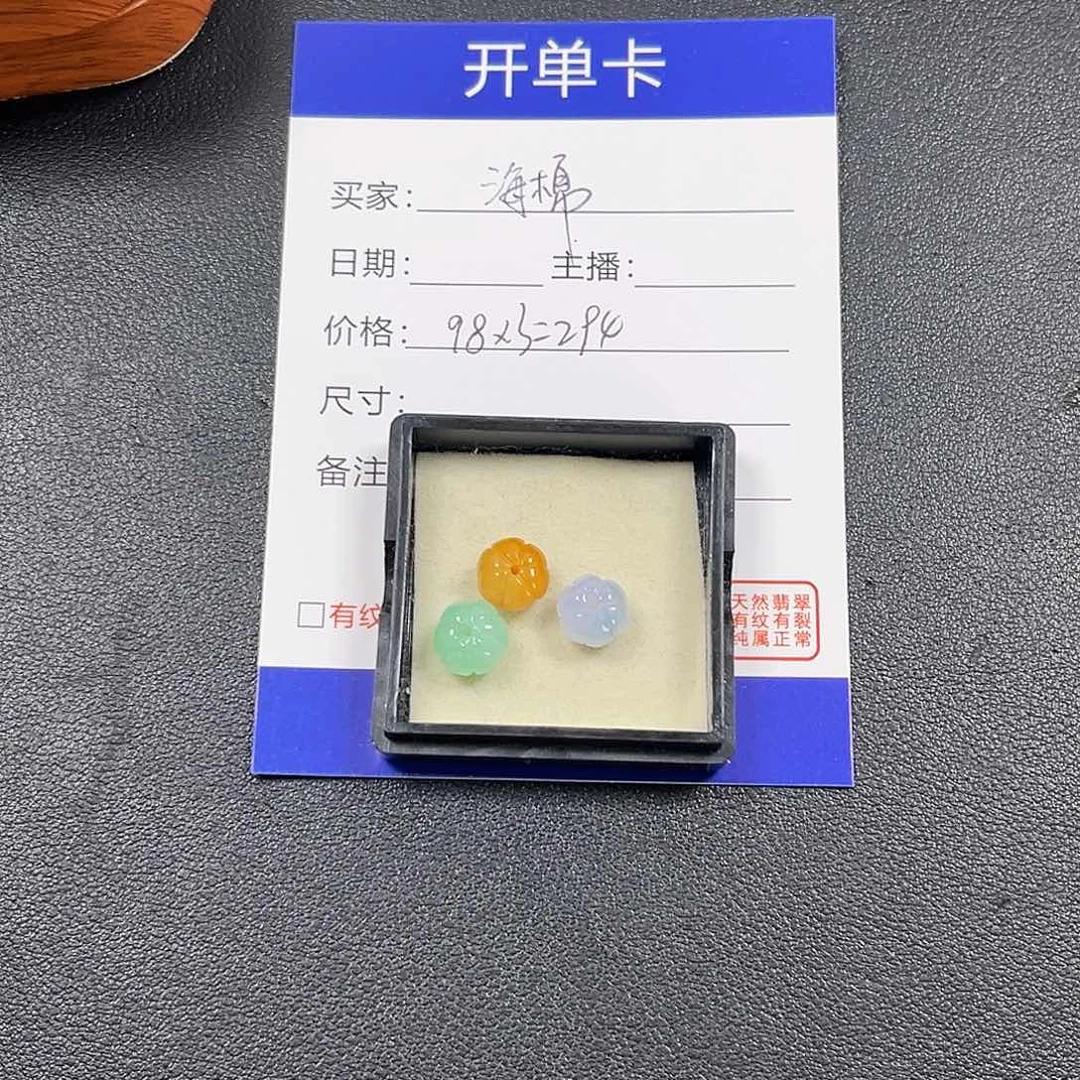 开单卡
买家：海棉
日期： 主播：
价格：98x3=294
尺寸：
备注
□有纹
天然翡翠
有纹有裂
纯属正常